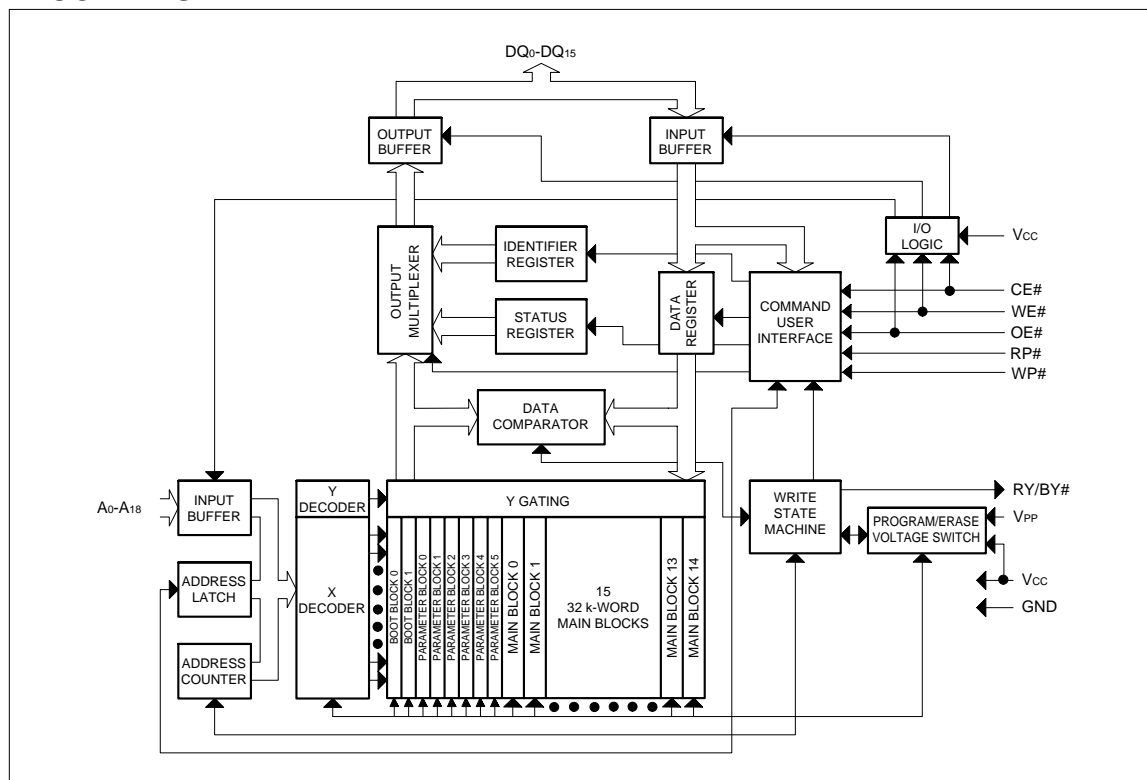 DQ0-DQ15
OUTPUT
BUFFER
INPUT
BUFFER
I/O
LOGIC
VCC
OUTPUT
MULTIPLEXER
IDENTIFIER
REGISTER
STATUS
REGISTER
DATA
REGISTER
COMMAND
USER
INTERFACE
CE#
WE#
OE#
RP#
WP#
DATA
COMPARATOR
A0-A18
INPUT
BUFFER
Y
DECODER
Y GATING
WRITE
STATE
MACHINE
RY/BY#
PROGRAM/ERASE
VOLTAGE SWITCH
VPP
VCC
GND
ADDRESS
LATCH
X
DECODER
BOOT BLOCK 0
BOOT BLOCK 1
PARAMETER BLOCK 0
PARAMETER BLOCK 1
PARAMETER BLOCK 2
PARAMETER BLOCK 3
PARAMETER BLOCK 4
PARAMETER BLOCK 5
MAIN BLOCK 0
MAIN BLOCK 1
15
32 k-WORD
MAIN BLOCKS
MAIN BLOCK 13
MAIN BLOCK 14
ADDRESS
COUNTER